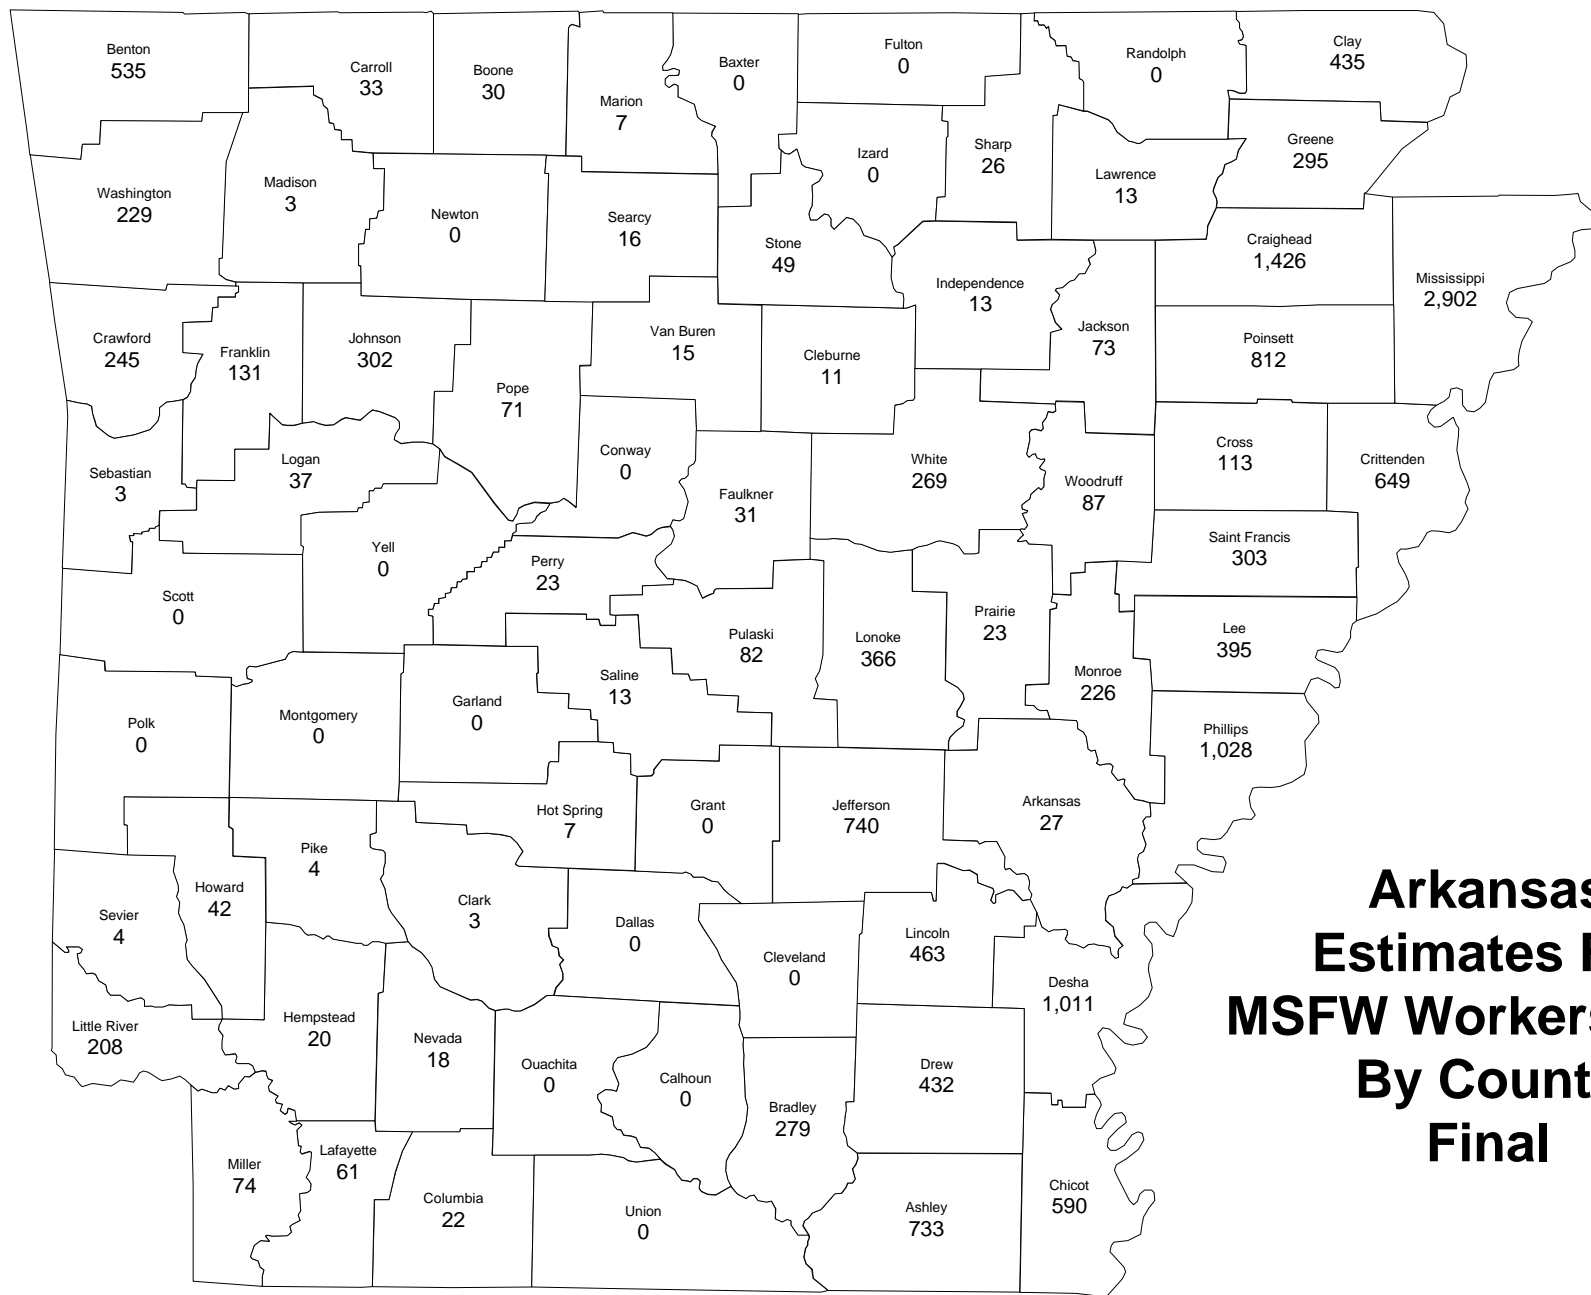 Benton
535
Carroll
33
Boone
30
Marion
7
Baxter
0
Fulton
0
Randolph
0
Clay
435
Washington
229
Madison
3
Newton
0
Searcy
16
Stone
49
Izard
0
Sharp
26
Lawrence
13
Greene
295
Craighead
1,426
Mississippi
2,902
Crawford
245
Franklin
131
Johnson
302
Pope
71
Van Buren
15
Cleburne
11
Independence
13
Jackson
73
Poinsett
812
Sebastian
3
Logan
37
Conway
0
Faulkner
31
White
269
Woodruff
87
Cross
113
Crittenden
649
Scott
0
Yell
0
Perry
23
Saint Francis
303
Pulaski
82
Lonoke
366
Prairie
23
Lee
395
Polk
0
Montgomery
0
Garland
0
Saline
13
Monroe
226
Phillips
1,028
Hot Spring
7
Grant
0
Jefferson
740
Arkansas
27
Pike
4
Howard
42
Sevier
4
Clark
3
Dallas
0
Cleveland
0
Lincoln
463
Desha
1,011
Little River
208
Hempstead
20
Nevada
18
Ouachita
0
Calhoun
0
Bradley
279
Drew
432
Miller
74
Lafayette
61
Columbia
22
Union
0
Ashley
733
Chicot
590
Arkansas
Estimates
MSFW Workers
By Count
Final